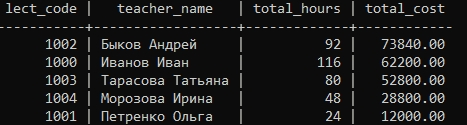 lect_code | teacher_name | total_hours | total_cost
----------+------------------+-------------+------------
1002 | Быков Андрей | 92 | 73840.00
1000 | Иванов Иван | 116 | 62200.00
1003 | Тарасова Татьяна | 80 | 52800.00
1004 | Морозова Ирина | 48 | 28800.00
1001 | Петренко Ольга | 24 | 12000.00